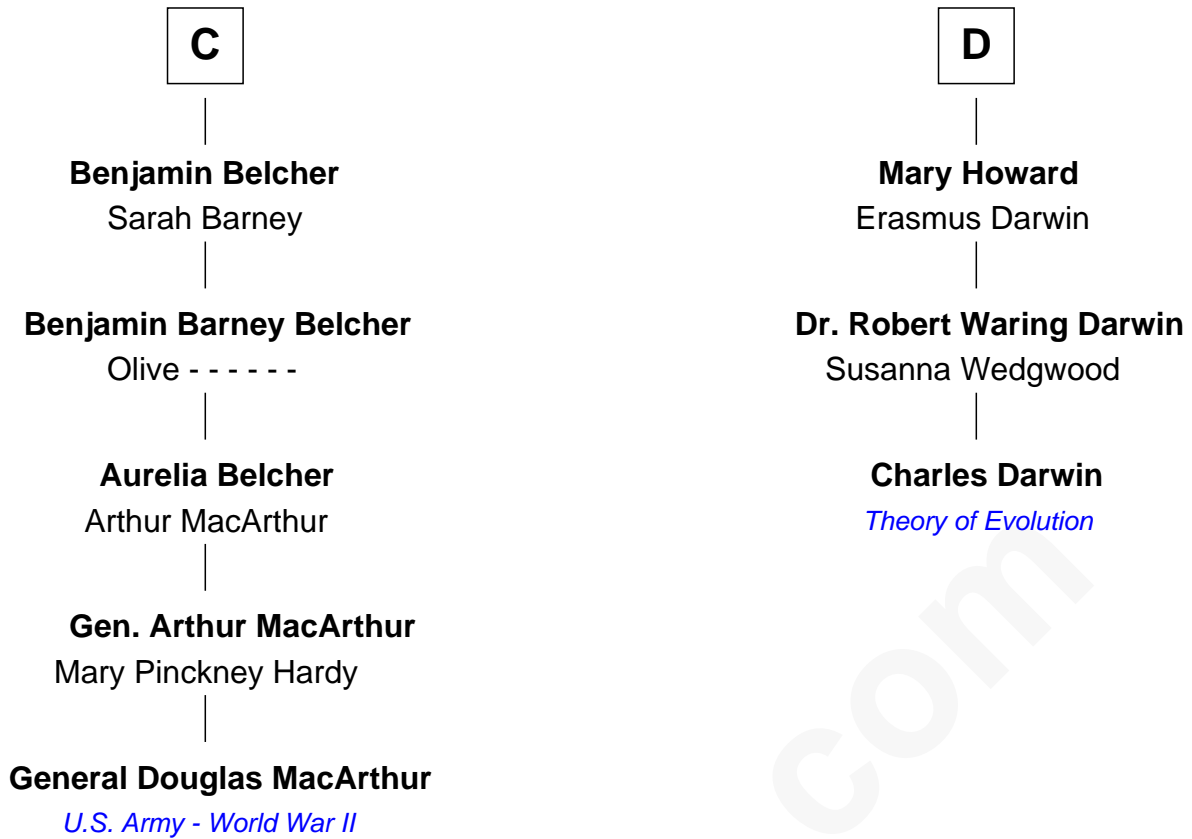 C
Benjamin Belcher
Sarah Barney
Benjamin Barney Belcher
Olive - - - - - -
Aurelia Belcher
Arthur MacArthur
Gen. Arthur MacArthur
Mary Pinckney Hardy
General Douglas MacArthur
U.S. Army - World War II
D
Mary Howard
Erasmus Darwin
Dr. Robert Waring Darwin
Susanna Wedgwood
Charles Darwin
Theory of Evolution
com